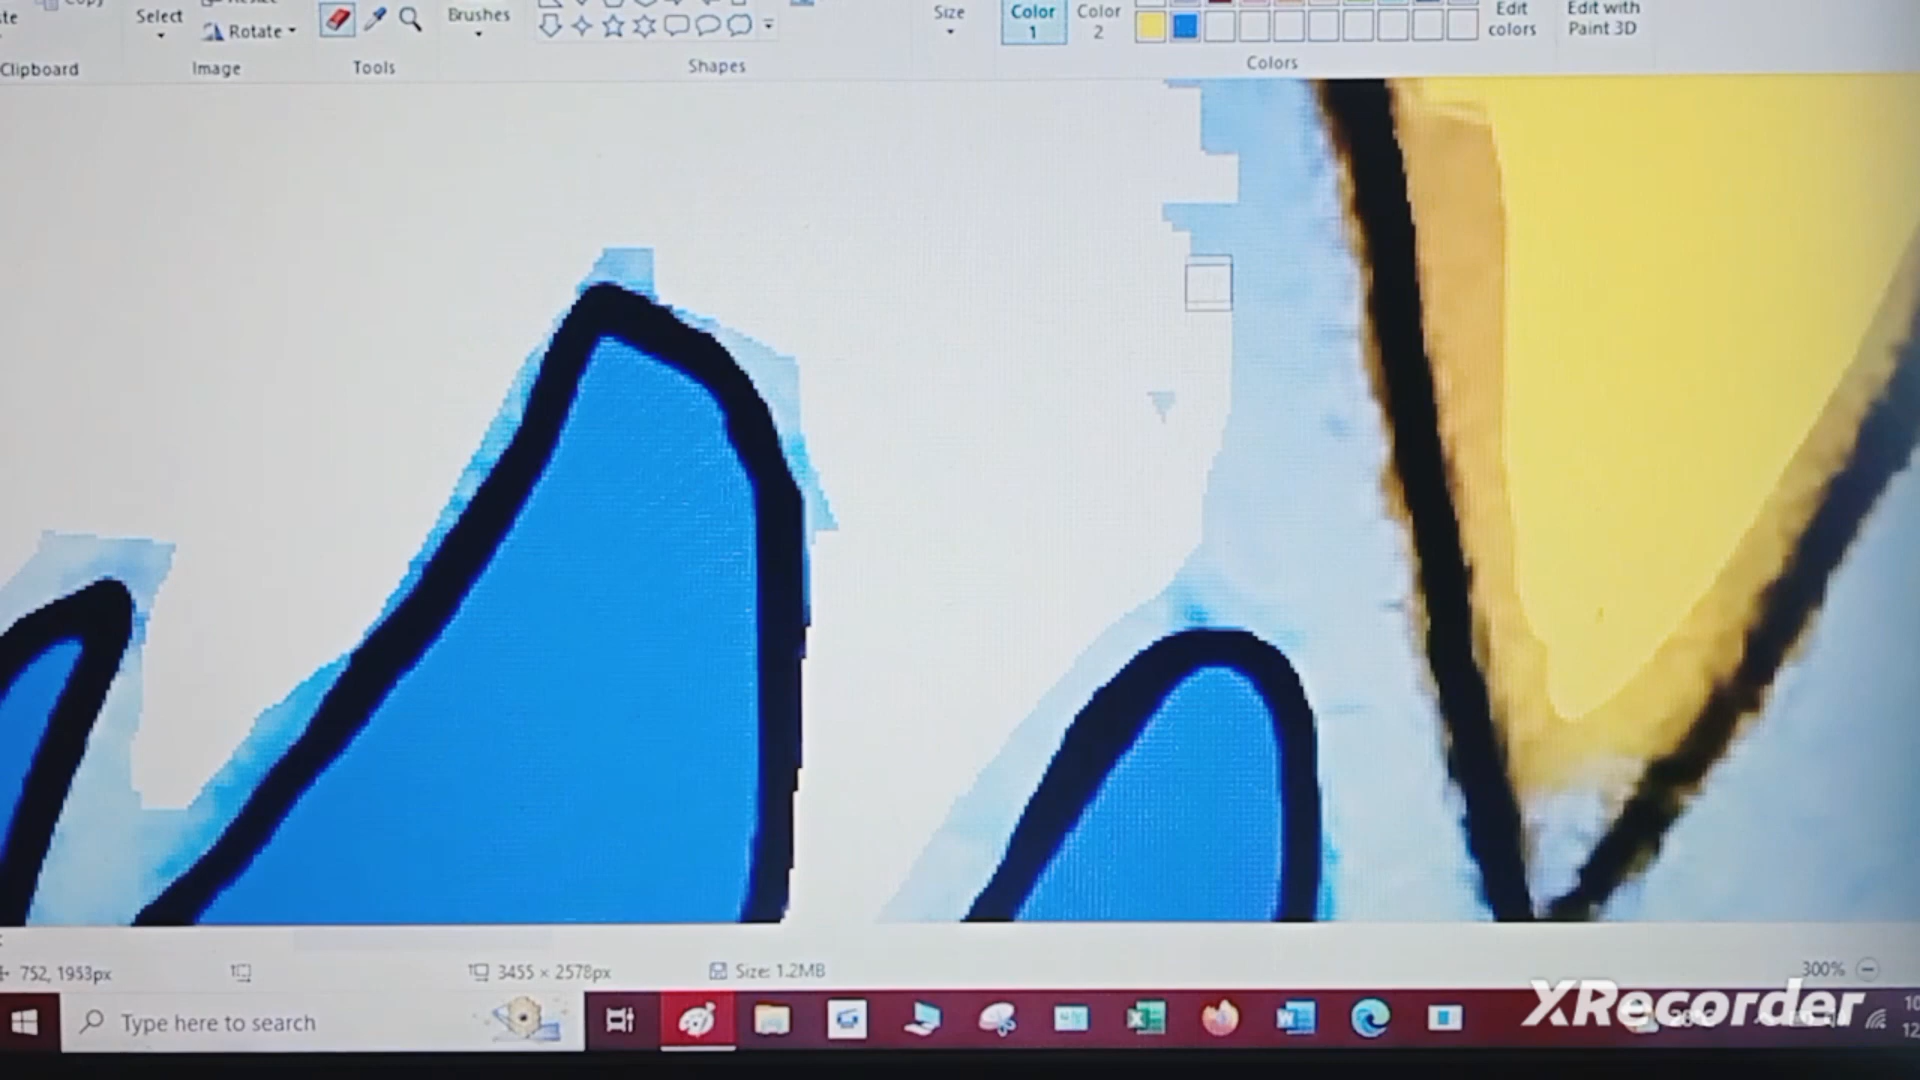 Select
Rotate
Brushes
Size
Color
1
Color
2
Edit
colors
Edit with
Paint 3D
Clipboard
Image
Tools
Shapes
Colors
752, 1953px
3455 × 2578px
Size: 1.2MB
300%
Type here to search
XRecorder